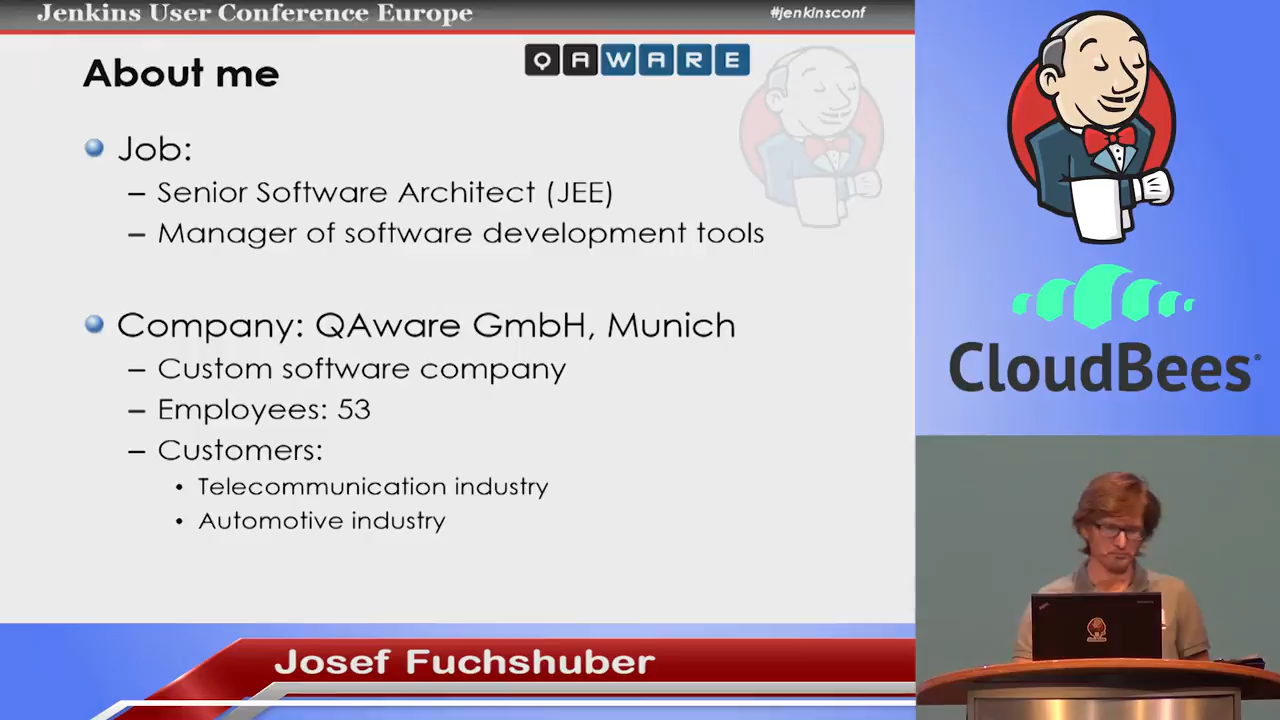 Jenkins User Conference Europe
#jenkinsconf
About me
QAWARE
Job:
– Senior Software Architect (JEE)
– Manager of software development tools
Company: QAware GmbH, Munich
– Custom software company
– Employees: 53
– Customers:
• Telecommunication industry
• Automotive industry
CloudBees
Josef Fuchshuber